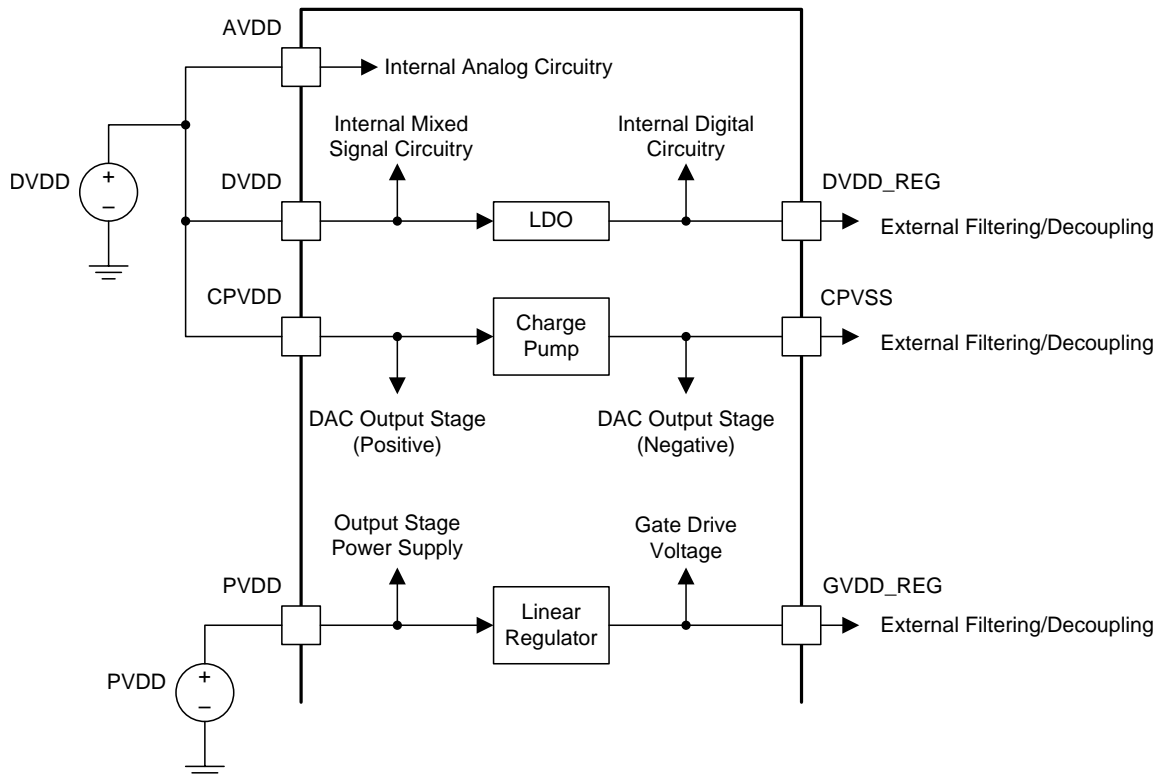 AVDD
Internal Analog Circuitry
Internal Mixed
Signal Circuitry
Internal Digital
Circuitry
DVDD
+
−
DVDD
LDO
DVDD_REG
External Filtering/Decoupling
CPVDD
Charge
Pump
CPVSS
External Filtering/Decoupling
DAC Output Stage
(Positive)
DAC Output Stage
(Negative)
Output Stage
Power Supply
Gate Drive
Voltage
PVDD
Linear
Regulator
GVDD_REG
External Filtering/Decoupling
PVDD
+
−